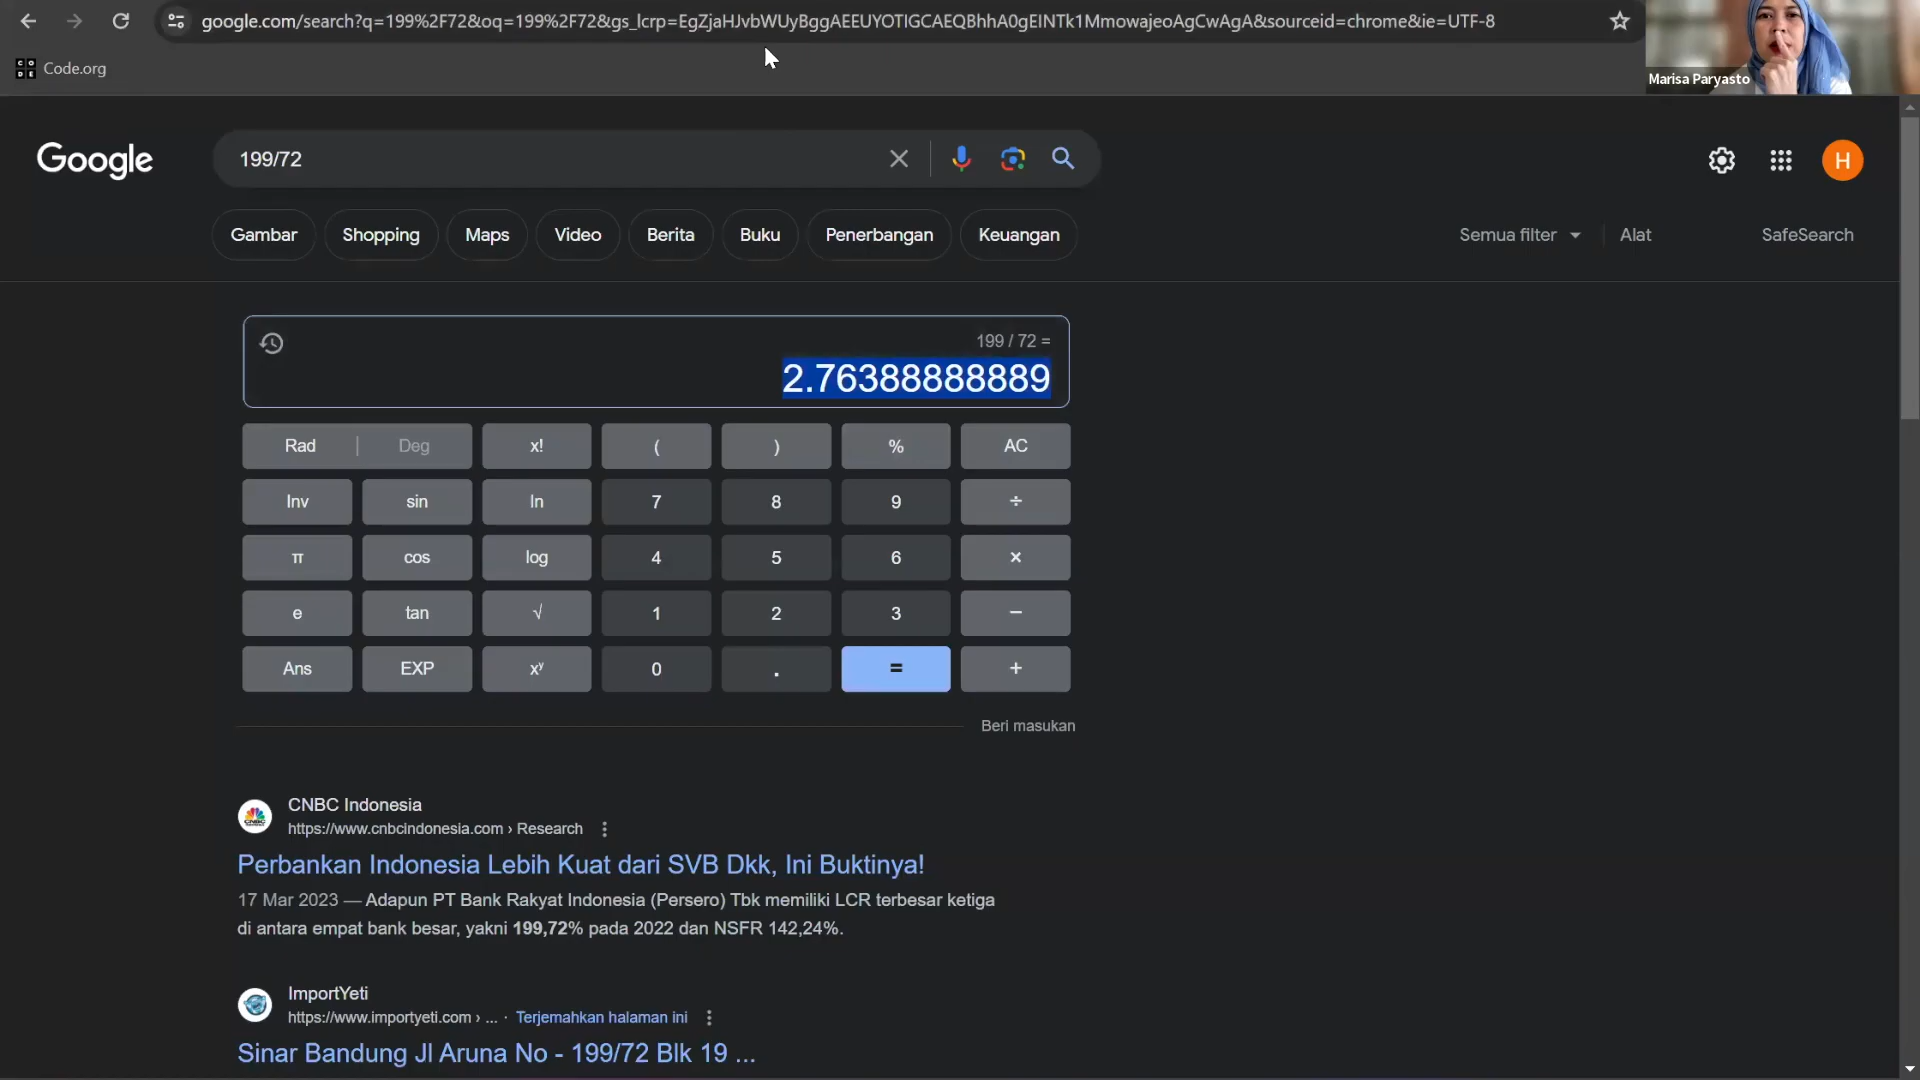 google.com/search?q=199%2F72&oq=199%2F72&gs_lcrp=EgZjaHJvbWUyBggAEEUYOTIGCAEQBhhA0gEINTk1MmowajeoAgCwAgA&sourceid=chrome&ie=UTF-8
CODE
Code.org
Marisa Paryasto
Google
199/72
H
Gambar
Shopping
Maps
Video
Berita
Buku
Penerbangan
Keuangan
Semua filter
Alat
SafeSearch
199 / 72 =
2.76388888889
Rad | Deg x! ( ) % AC
Inv sin ln 7 8 9 ÷
π cos log 4 5 6 ×
e tan √ 1 2 3 −
Ans EXP xʸ 0 . = +
Beri masukan
CNBC Indonesia
https://www.cnbcindonesia.com › Research
Perbankan Indonesia Lebih Kuat dari SVB Dkk, Ini Buktinya!
17 Mar 2023 — Adapun PT Bank Rakyat Indonesia (Persero) Tbk memiliki LCR terbesar ketiga
di antara empat bank besar, yakni 199,72% pada 2022 dan NSFR 142,24%.
ImportYeti
https://www.importyeti.com › ... · Terjemahkan halaman ini
Sinar Bandung Jl Aruna No - 199/72 Blk 19 ...